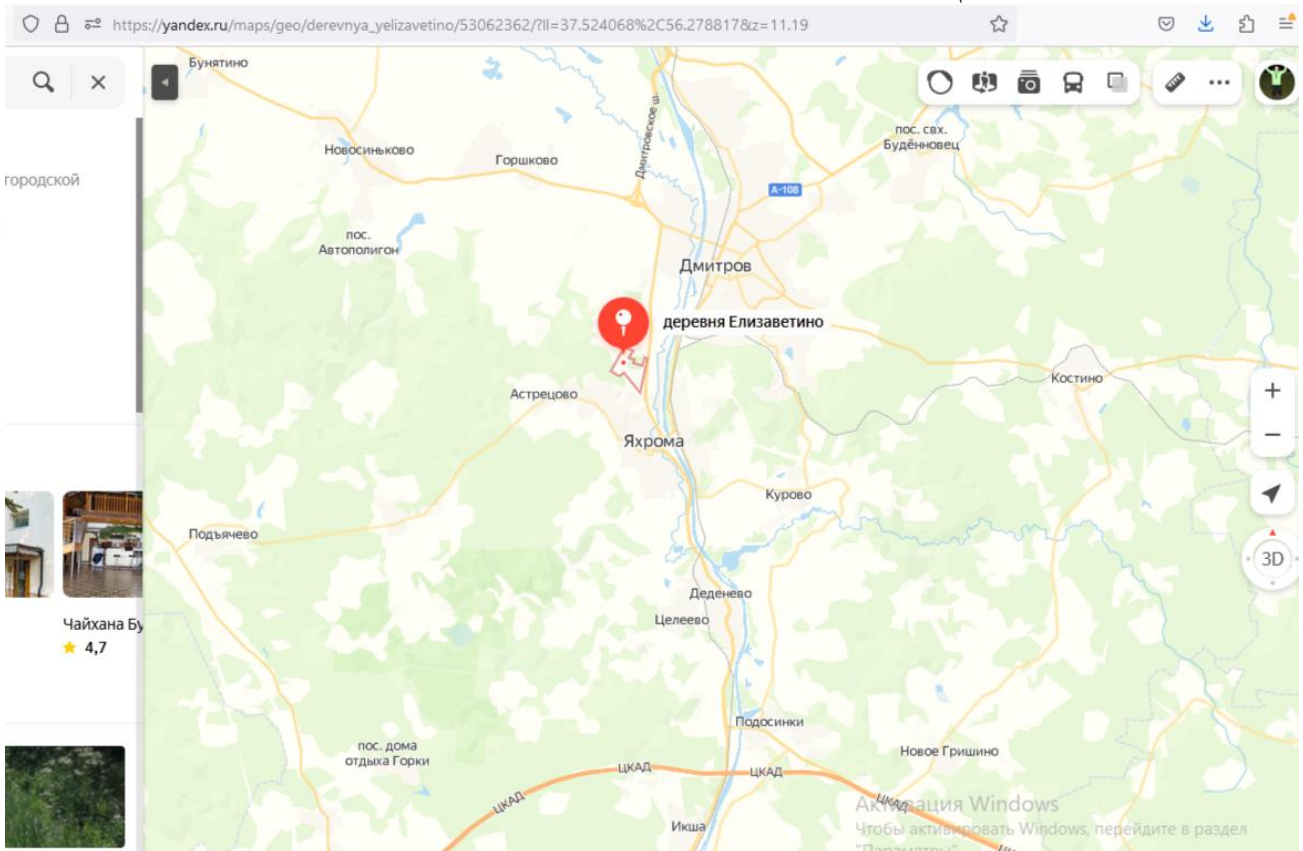 https://yandex.ru/maps/geo/derevnya_yelizavetino/53062362/?ll=37.524068%2C56.278817&z=11.19
Бунятино
Дмитровское ш.
пос. свх.
Будённовец
Новосиньково
Горшково
городской
А-108
пос.
Автополигон
Дмитров
деревня Елизаветино
Костино
Астрецово
Яхрома
Курово
Подъячево
3D
Деденево
Целеево
Чайхана Бу
4,7
Подосинки
пос. дома
отдыха Горки
Новое Гришино
ЦКАД
ЦКАД
ЦКАД
ЦКАД
Активация Windows
Икша
Чтобы активировать Windows, перейдите в раздел
"Параметры".